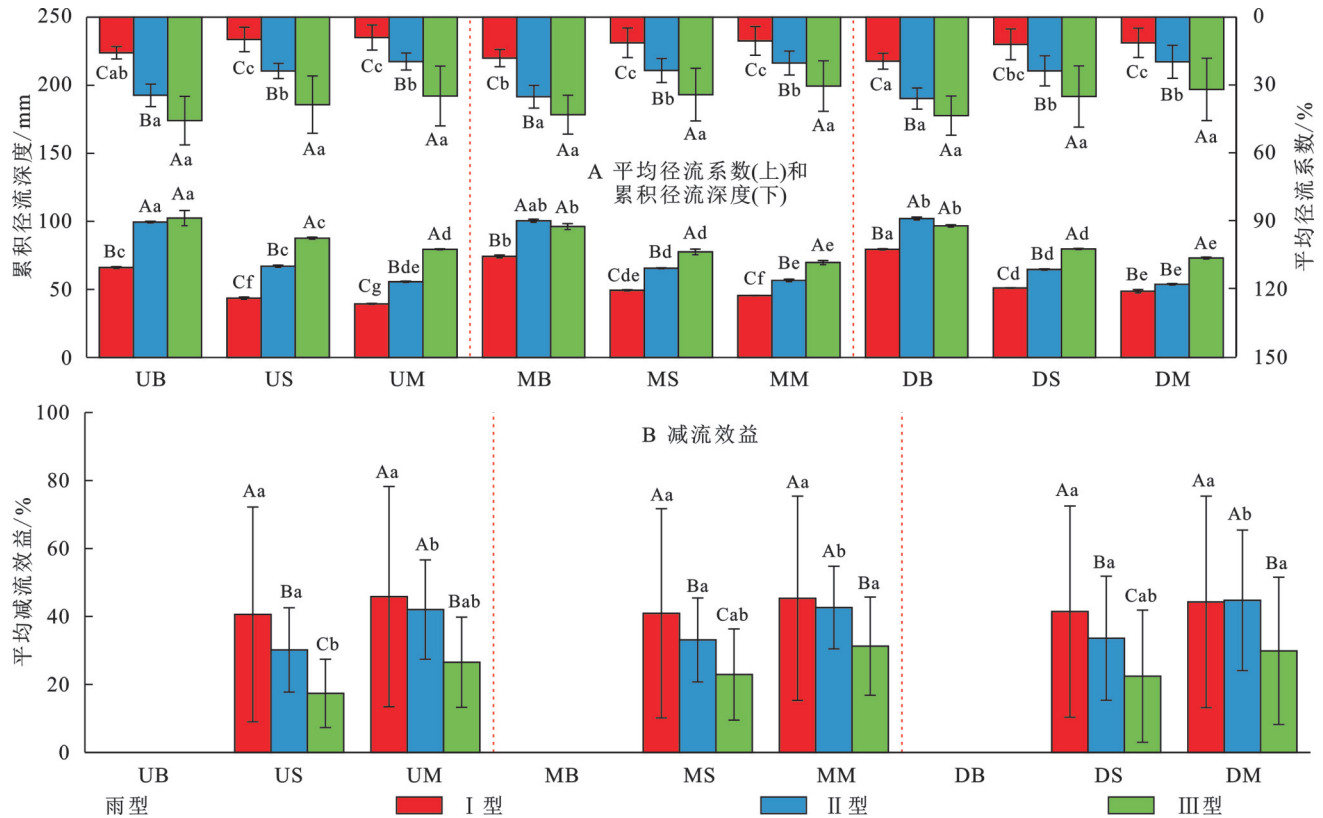 250
200
150
100
50
0
累积径流深度/mm
0
30
60
90
120
150
平均径流系数/%
Cab Ba Aa Cc Bb Aa Cc Bb Aa Cb Ba Aa Cc Bb Aa Cc Bb Aa Ca Ba Aa Cbc Bb Aa Cc Bb Aa
A 平均径流系数(上)和
累积径流深度(下)
Bc Aa Aa Cf Bc Ac Cg Bde Ad Bb Aab Ab Cde Bd Ad Cf Be Ae Ba Ab Ab Cd Bd Ad Be Be Ae
UB US UM MB MS MM DB DS DM
100
80
60
40
20
0
平均减流效益/%
B 减流效益
Aa Ba Cb Aa Ab Bab Aa Ba Cab Aa Ab Ba Aa Ba Cab Aa Ab Ba
UB US UM MB MS MM DB DS DM
雨型 Ⅰ型 Ⅱ型 Ⅲ型